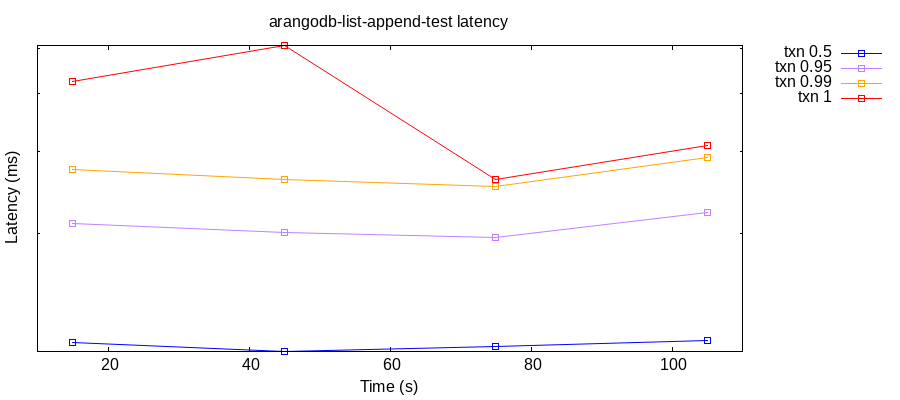 arangodb-list-append-test latency
txn 0.5
txn 0.95
txn 0.99
txn 1
Latency (ms)
20 40 60 80 100
Time (s)